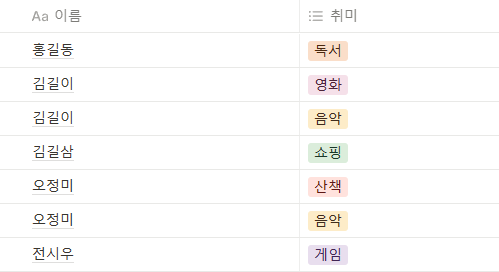 Aa 이름 취미
홍길동 독서
김길이 영화
김길이 음악
김길삼 쇼핑
오정미 산책
오정미 음악
전시우 게임